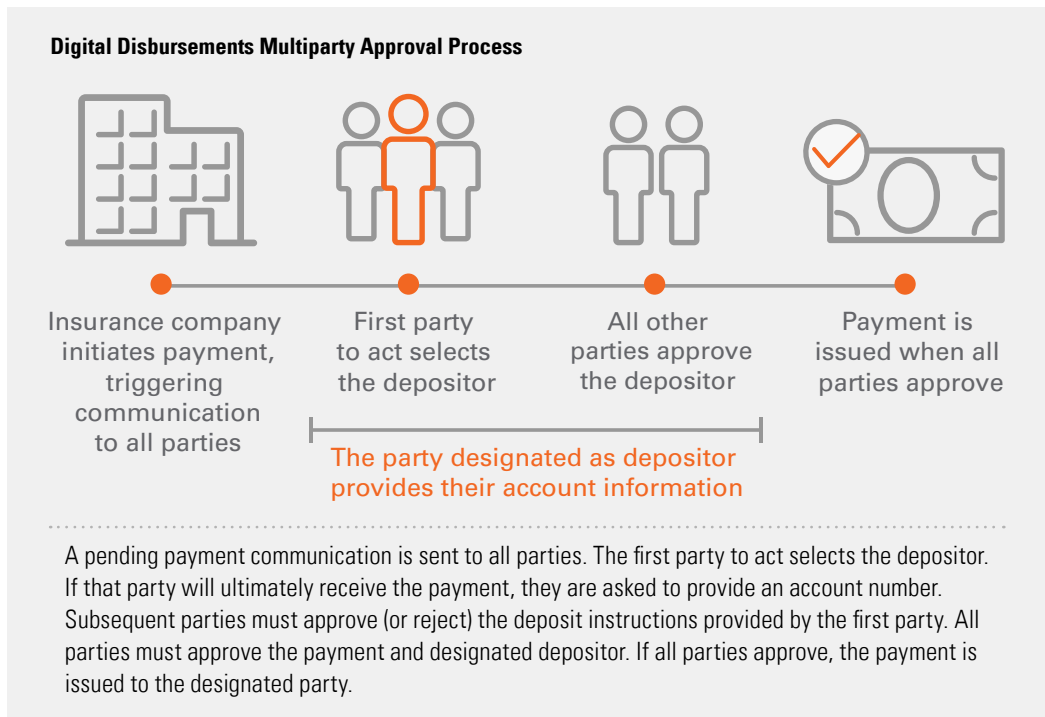 Digital Disbursements Multiparty Approval Process
Insurance company
initiates payment,
triggering
communication
to all parties
First party
to act selects
the depositor
All other
parties approve
the depositor
Payment is
issued when all
parties approve
The party designated as depositor
provides their account information
A pending payment communication is sent to all parties. The first party to act selects the depositor.
If that party will ultimately receive the payment, they are asked to provide an account number.
Subsequent parties must approve (or reject) the deposit instructions provided by the first party. All
parties must approve the payment and designated depositor. If all parties approve, the payment is
issued to the designated party.